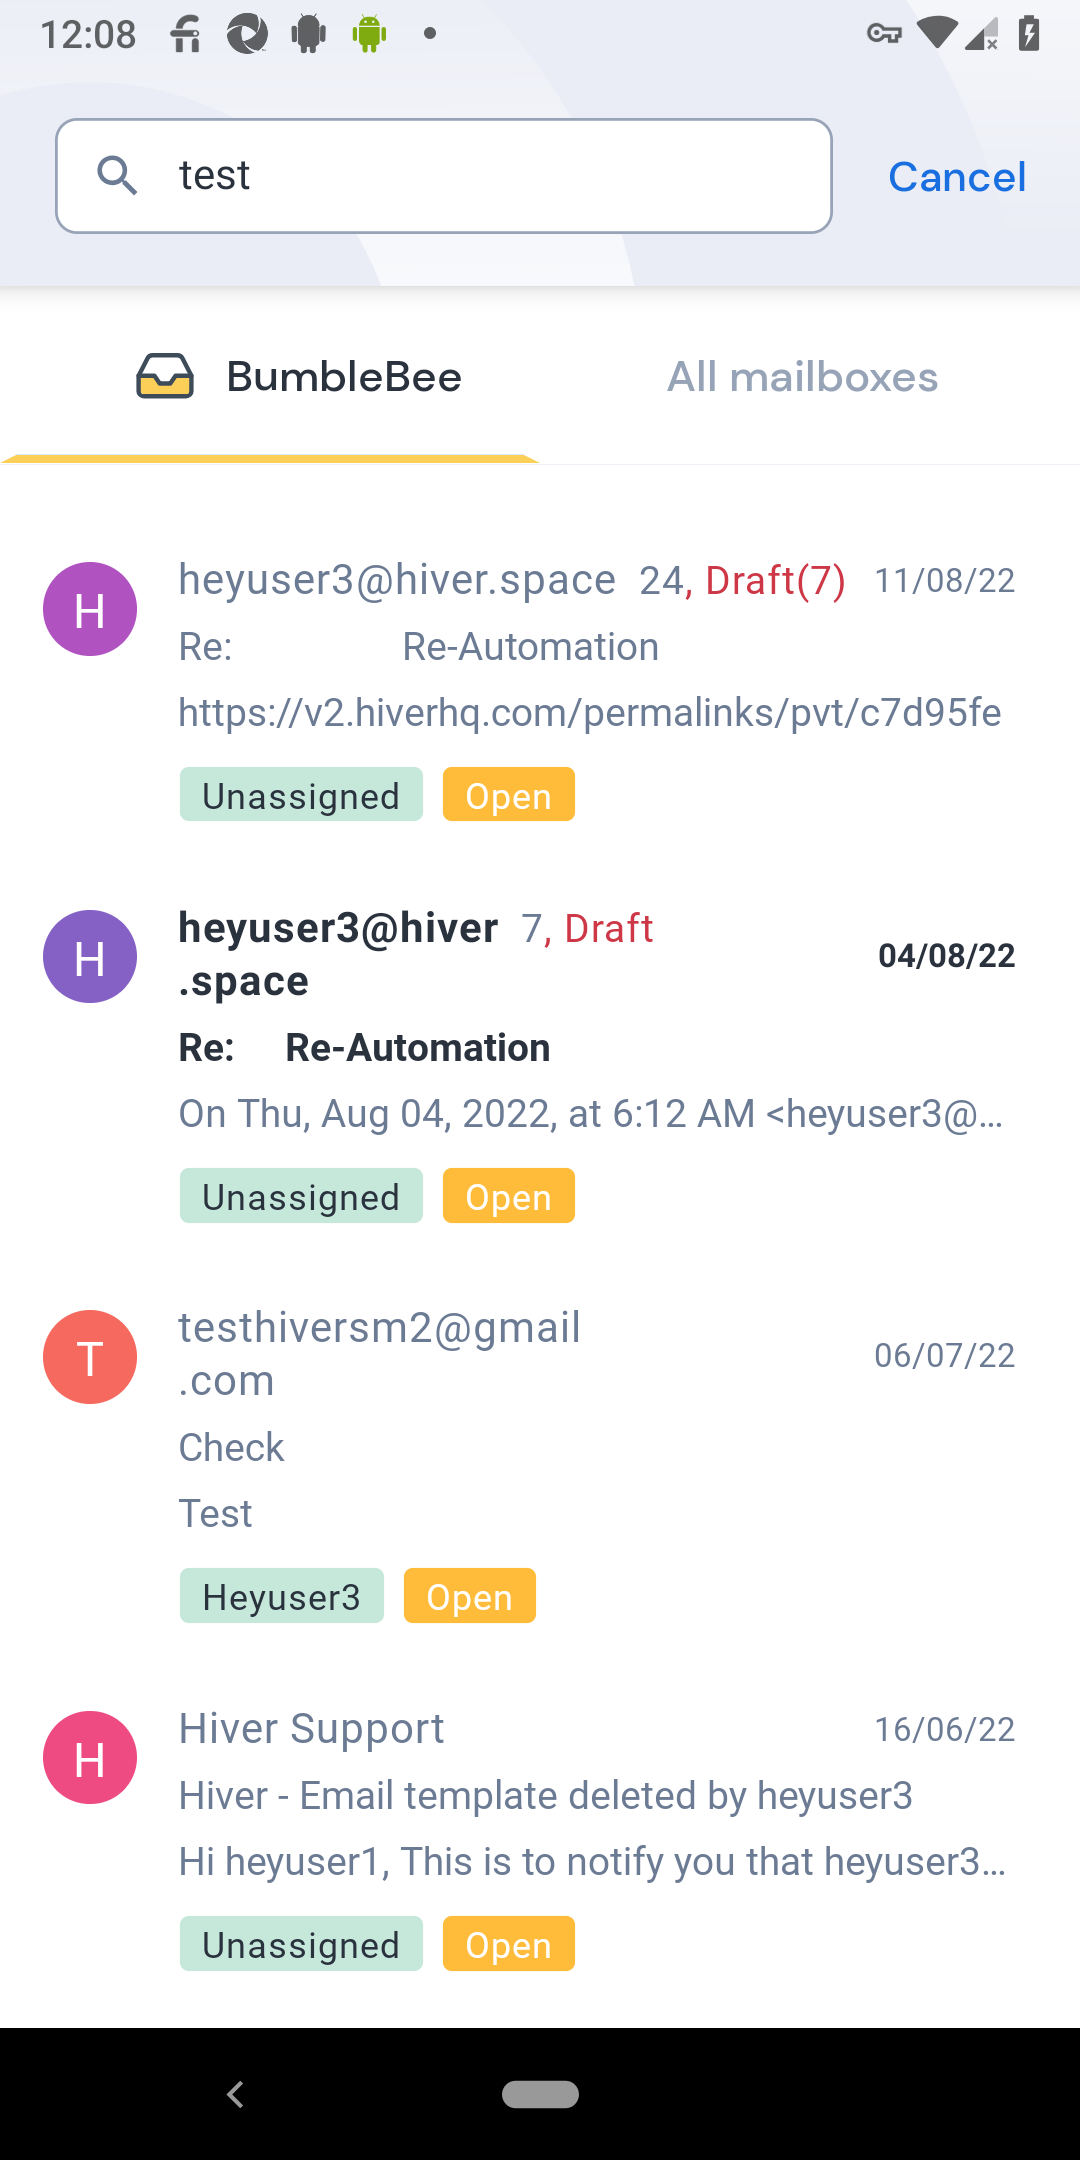 12:08
test
Cancel
BumbleBee
All mailboxes
H
heyuser3@hiver.space 24, Draft(7) 11/08/22
Re: Re-Automation
https://v2.hiverhq.com/permalinks/pvt/c7d95fe
Unassigned Open
H
heyuser3@hiver 7, Draft
.space
04/08/22
Re: Re-Automation
On Thu, Aug 04, 2022, at 6:12 AM <heyuser3@...
Unassigned Open
T
testhiversm2@gmail
.com
06/07/22
Check
Test
Heyuser3 Open
H
Hiver Support 16/06/22
Hiver - Email template deleted by heyuser3
Hi heyuser1, This is to notify you that heyuser3...
Unassigned Open